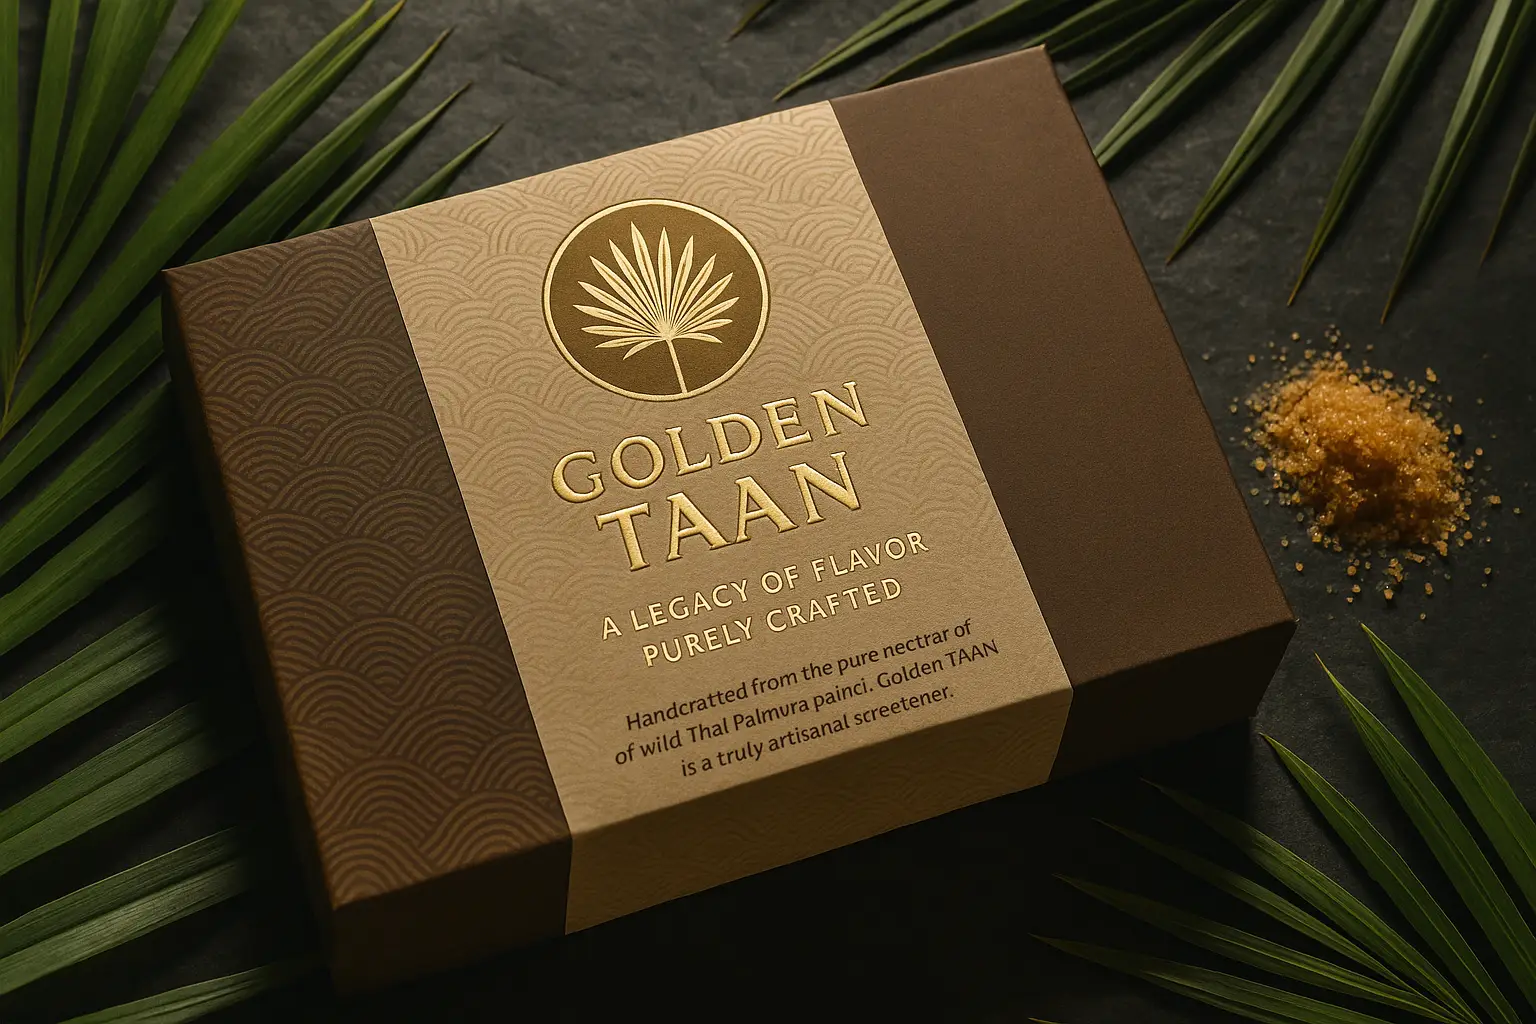 GOLDEN
TAAN
A LEGACY OF FLAVOR
PURELY CRAFTED
Handcrafted from the pure nectrar of
of wild Thal Palmvra painci. Golden TAAN
is a truly artisanal screetener.